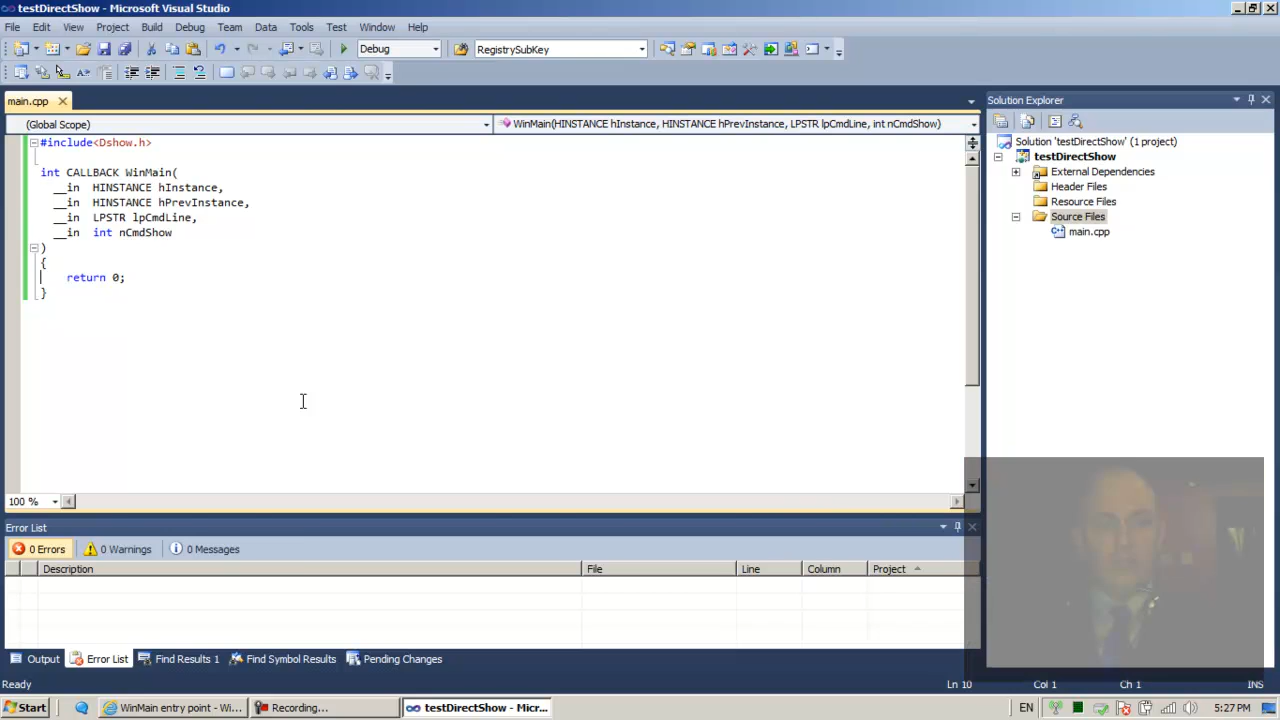 testDirectShow - Microsoft Visual Studio
File Edit View Project Build Debug Team Data Tools Test Window Help
Debug RegistrySubKey
main.cpp
Solution Explorer
(Global Scope) WinMain(HINSTANCE hInstance, HINSTANCE hPrevInstance, LPSTR lpCmdLine, int nCmdShow)
#include<Dshow.h>
int CALLBACK WinMain(
__in HINSTANCE hInstance,
__in HINSTANCE hPrevInstance,
__in LPSTR lpCmdLine,
__in int nCmdShow
)
{
return 0;
}
Solution 'testDirectShow' (1 project)
testDirectShow
External Dependencies
Header Files
Resource Files
Source Files
main.cpp
100 %
Error List
0 Errors 0 Warnings 0 Messages
Description File Line Column Project
Output Error List Find Results 1 Find Symbol Results Pending Changes
Ready Ln 10 Col 1 Ch 1 INS
Start WinMain entry point - Wi... Recording... testDirectShow - Micr... EN 5:27 PM